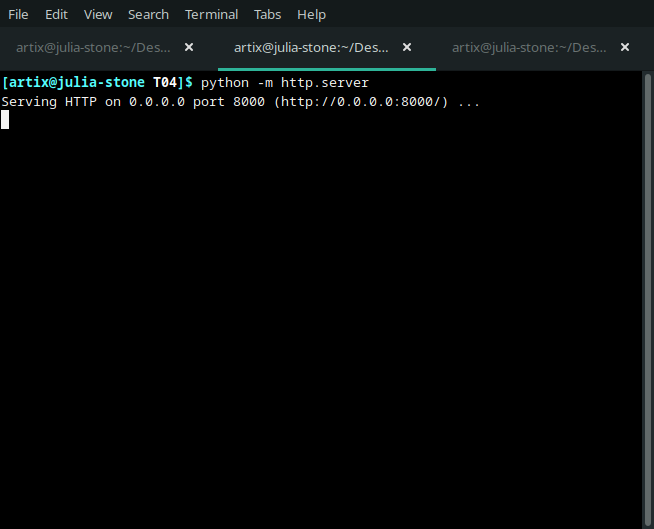 File Edit View Search Terminal Tabs Help
artix@julia-stone:~/Des... × artix@julia-stone:~/Des... × artix@julia-stone:~/Des... ×
[artix@julia-stone T04]$ python -m http.server
Serving HTTP on 0.0.0.0 port 8000 (http://0.0.0.0:8000/) ...